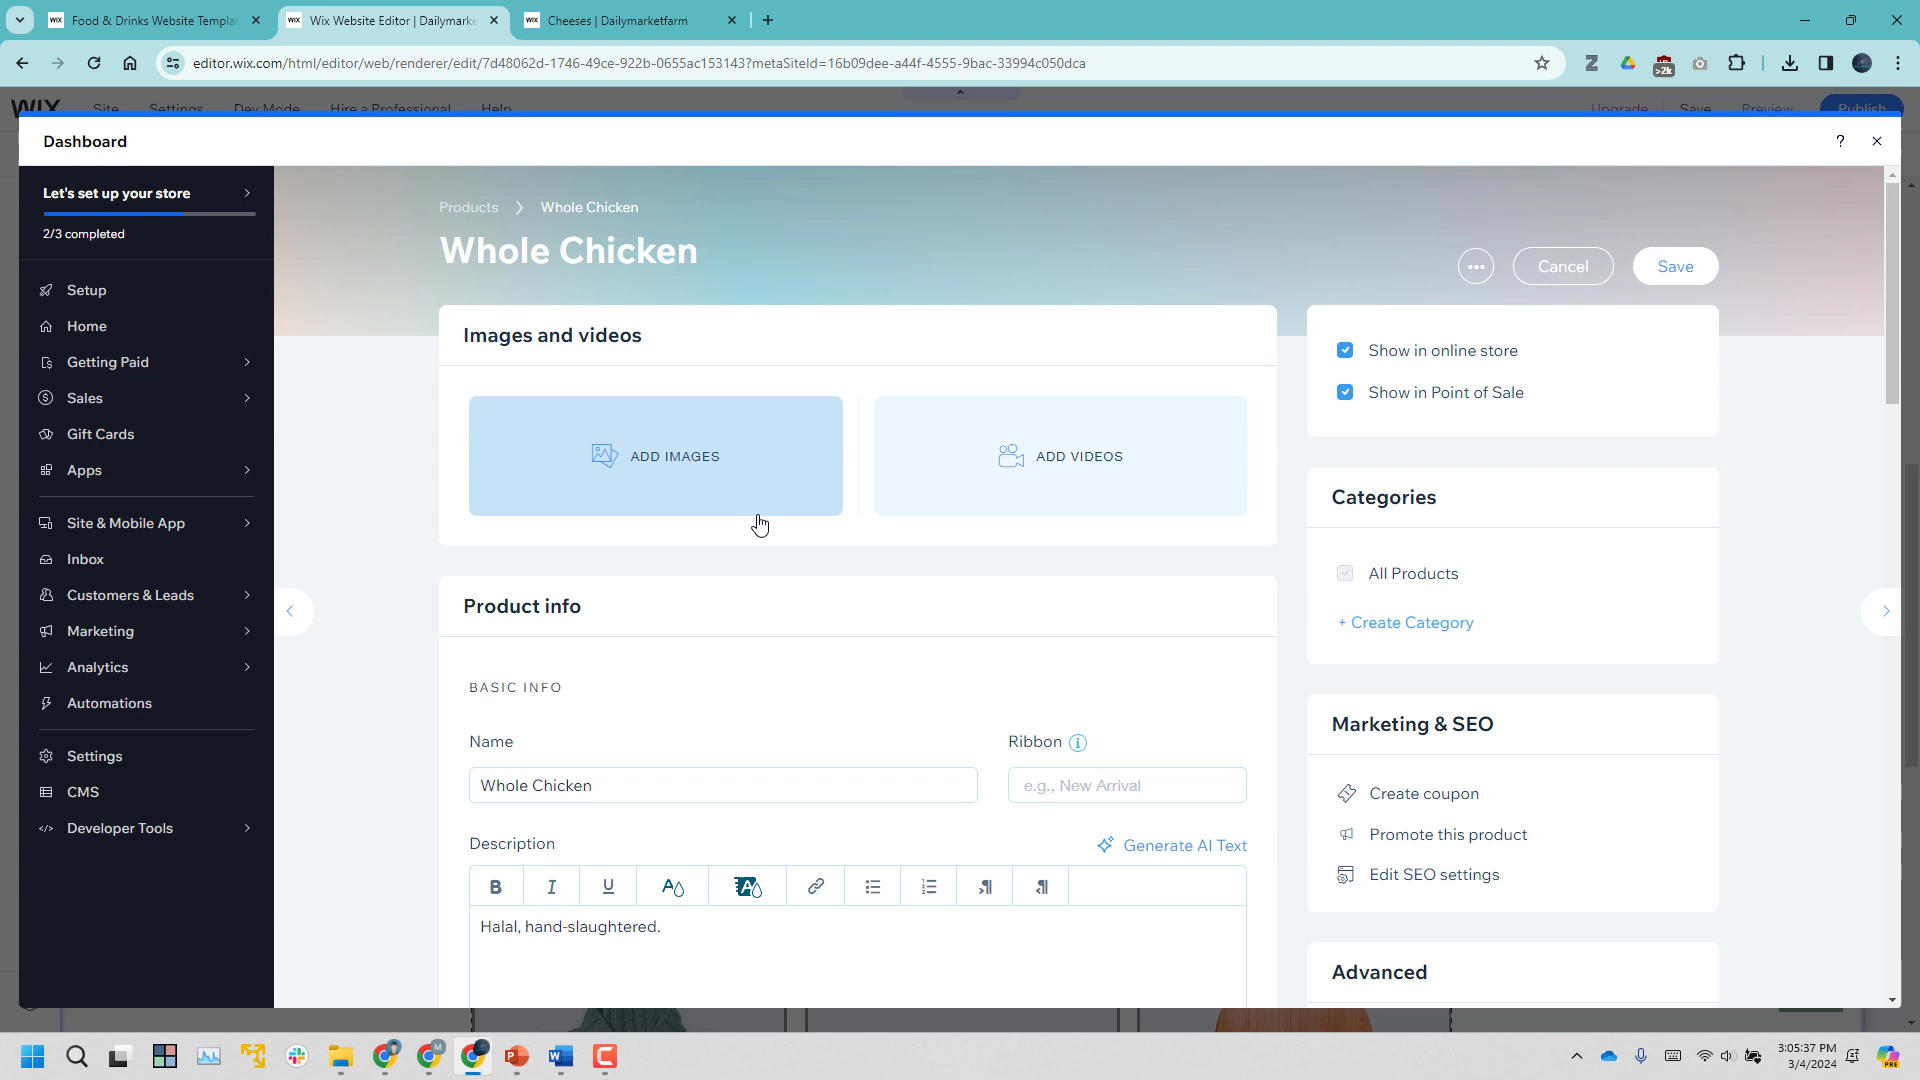 Food & Drinks Website Templa
Wix Website Editor | Dailymarke
Cheeses | Dailymarketfarm
editor.wix.com/html/editor/web/renderer/edit/7d48062d-1746-49ce-922b-0655ac153143?metaSiteId=16b09dee-a44f-4555-9bac-33994c050dca
>2k
WIX Site Settings Dev Mode Hire a Professional Help Upgrade Save Preview Publish
Dashboard
?
Let's set up your store
2/3 completed
Setup
Home
Getting Paid
Sales
Gift Cards
Apps
Site & Mobile App
Inbox
Customers & Leads
Marketing
Analytics
Automations
Settings
CMS
Developer Tools
Products > Whole Chicken
Whole Chicken
Cancel
Save
Images and videos
ADD IMAGES
ADD VIDEOS
Product info
BASIC INFO
Name
Ribbon
Whole Chicken
e.g., New Arrival
Description
Generate AI Text
B I U A A
Halal, hand-slaughtered.
Show in online store
Show in Point of Sale
Categories
All Products
+ Create Category
Marketing & SEO
Create coupon
Promote this product
Edit SEO settings
Advanced
3:05:37 PM
3/4/2024